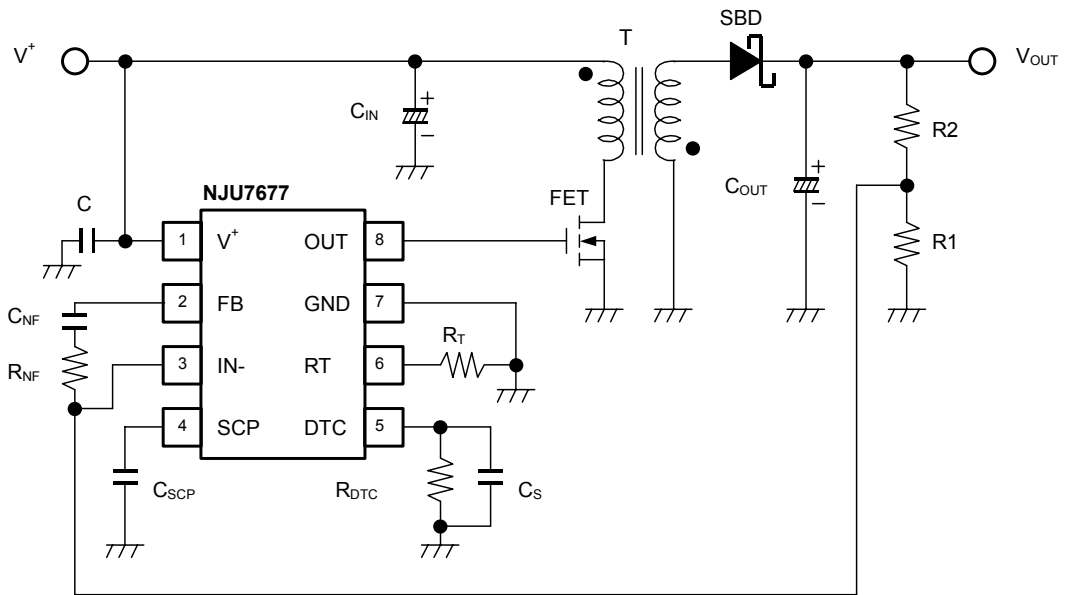 SBD
T
V+
VOUT
CIN
R2
COUT
NJU7677
FET
C
R1
1 V+ OUT 8
2 FB GND 7
CNF
RT
3 IN- RT 6
RNF
4 SCP DTC 5
CSCP
RDTC
CS